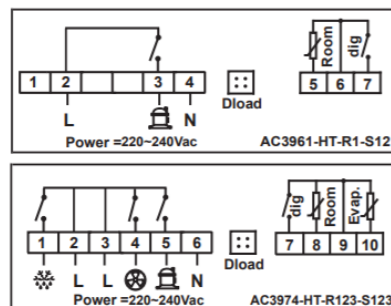 Room
dig
1 2 3 4
5 6 7
L N
Dload
Power =220~240Vac
AC3961-HT-R1-S12
dig
Room
Evap.
1 2 3 4 5 6
7 8 9 10
L L N
Dload
Power =220~240Vac
AC3974-HT-R123-S123